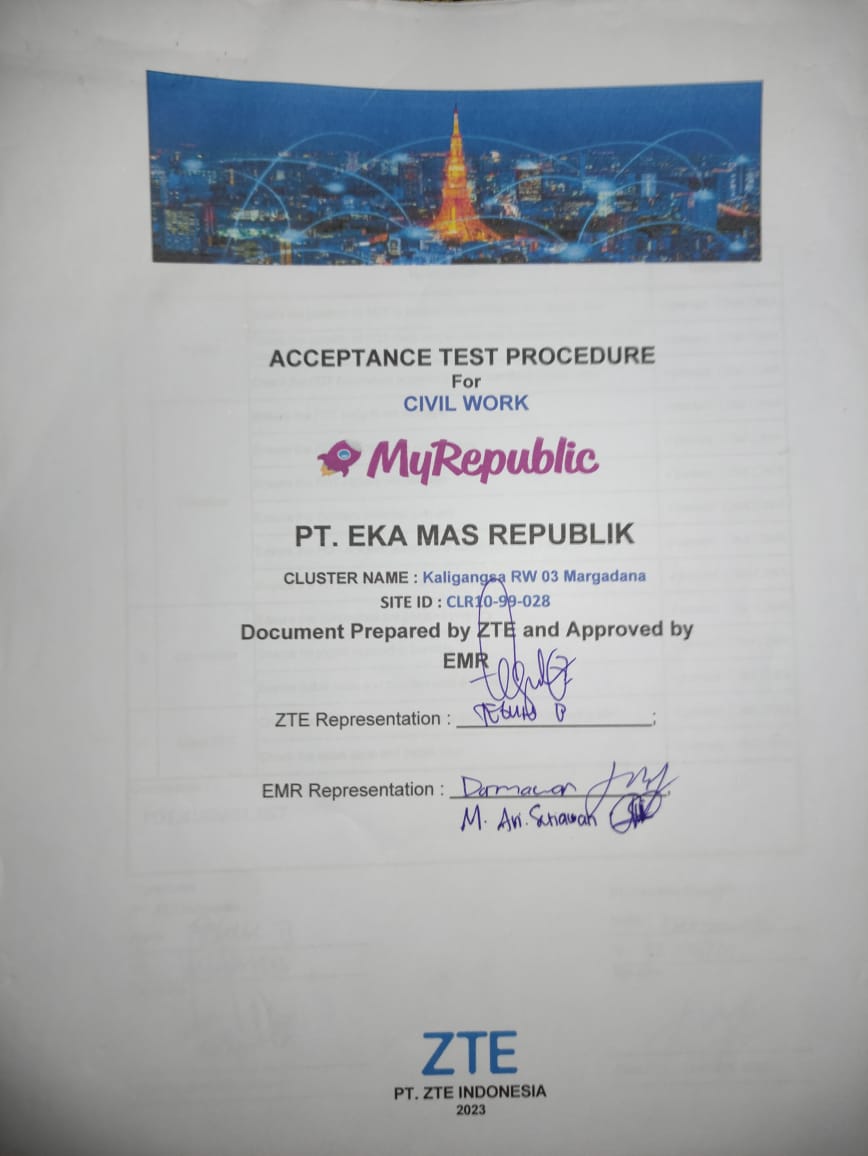 ACCEPTANCE TEST PROCEDURE
For
CIVIL WORK
MyRepublic
PT. EKA MAS REPUBLIK
CLUSTER NAME : Kaligangsa RW 03 Margadana
SITE ID : CLR10-99-028
Document Prepared by ZTE and Approved by
EMR
ZTE Representation : ;
EMR Representation : Darmawan
M. Ari. Setiawan
ZTE
PT. ZTE INDONESIA
2023